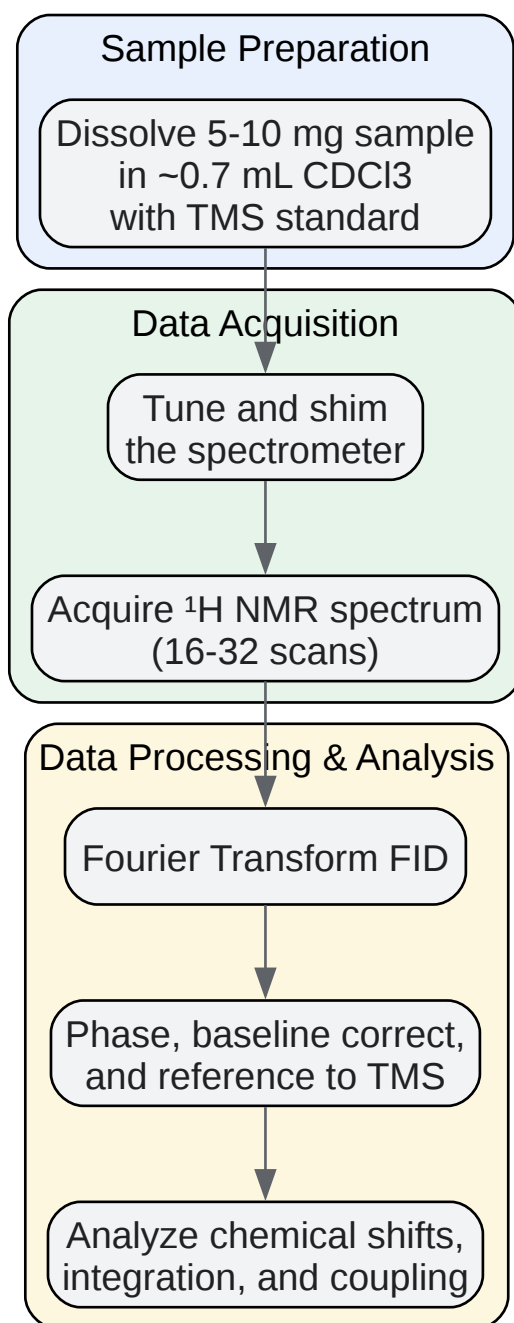 Sample Preparation
Dissolve 5-10 mg sample
in ~0.7 mL CDCl3
with TMS standard
Data Acquisition
Tune and shim
the spectrometer
Acquire ¹H NMR spectrum
(16-32 scans)
Data Processing & Analysis
Fourier Transform FID
Phase, baseline correct,
and reference to TMS
Analyze chemical shifts,
integration, and coupling